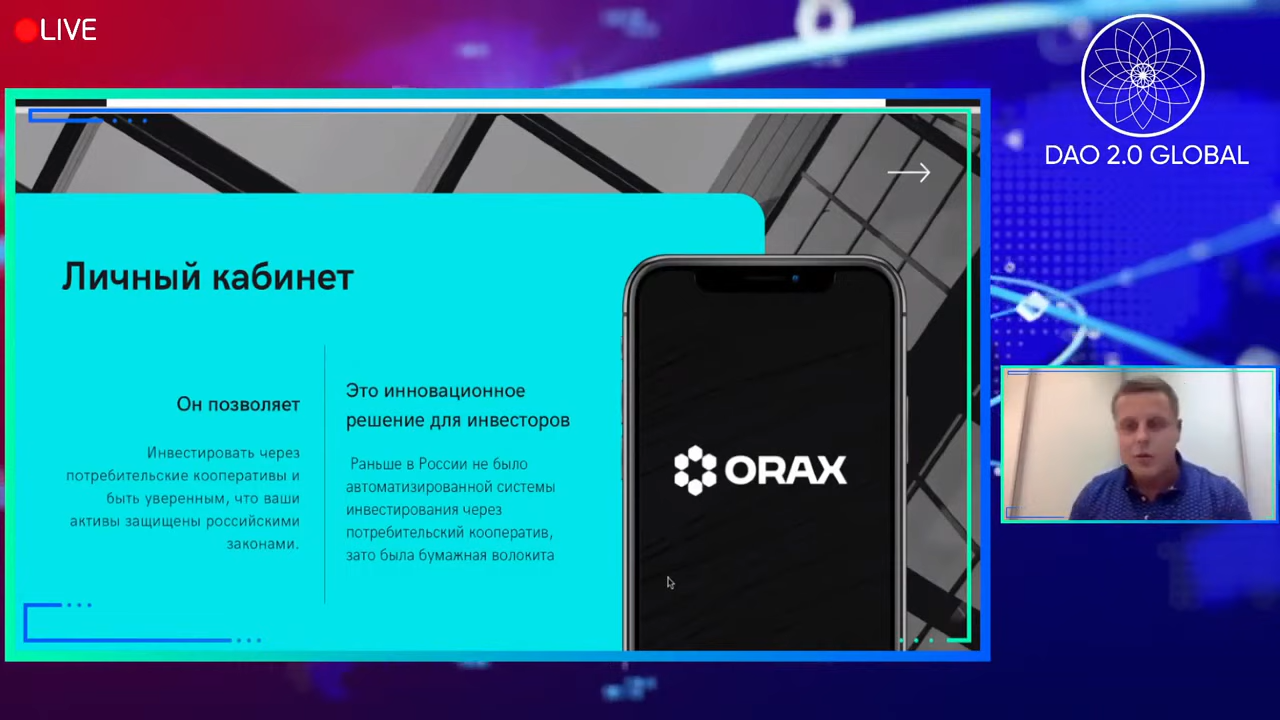 LIVE
DAO 2.0 GLOBAL
Личный кабинет
Он позволяет
Инвестировать через
потребительские кооперативы и
быть уверенным, что ваши
активы защищены российскими
законами.
Это инновационное
решение для инвесторов
Раньше в России не было
автоматизированной системы
инвестирования через
потребительский кооператив,
зато была бумажная волокита
ORAX